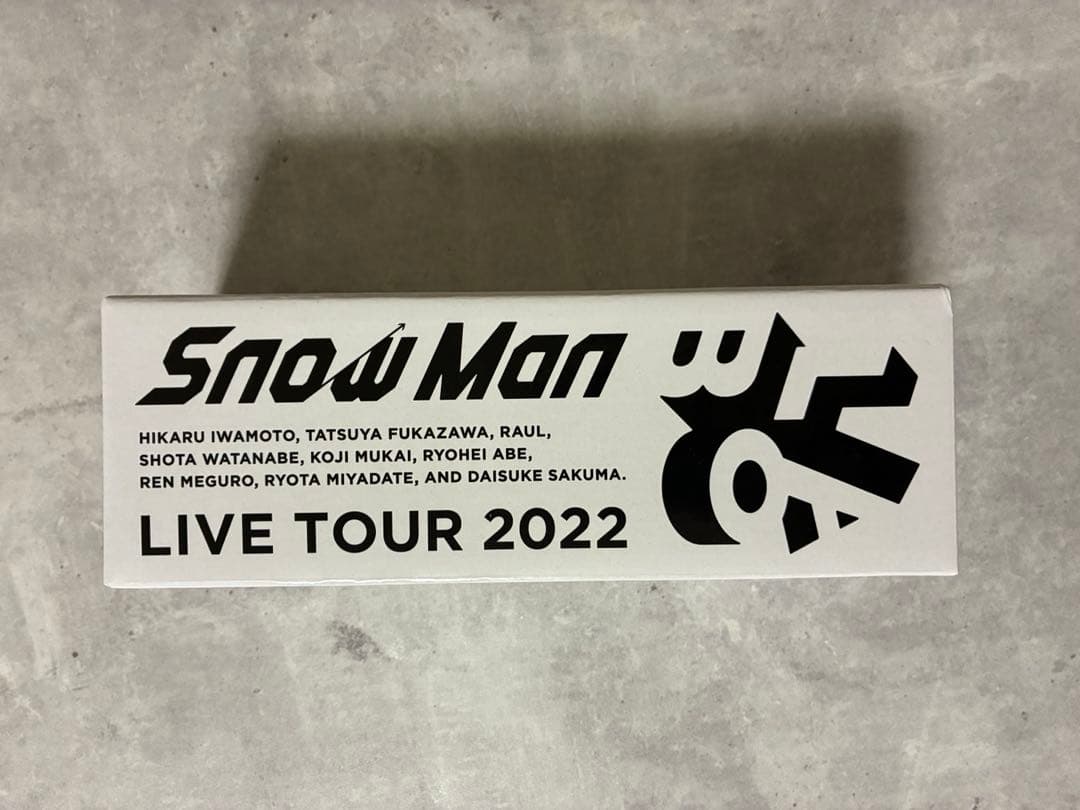 Snow Man
HIKARU IWAMOTO, TATSUYA FUKAZAWA, RAUL,
SHOTA WATANABE, KOJI MUKAI, RYOHEI ABE,
REN MEGURO, RYOTA MIYADATE, AND DAISUKE SAKUMA.
LIVE TOUR 2022